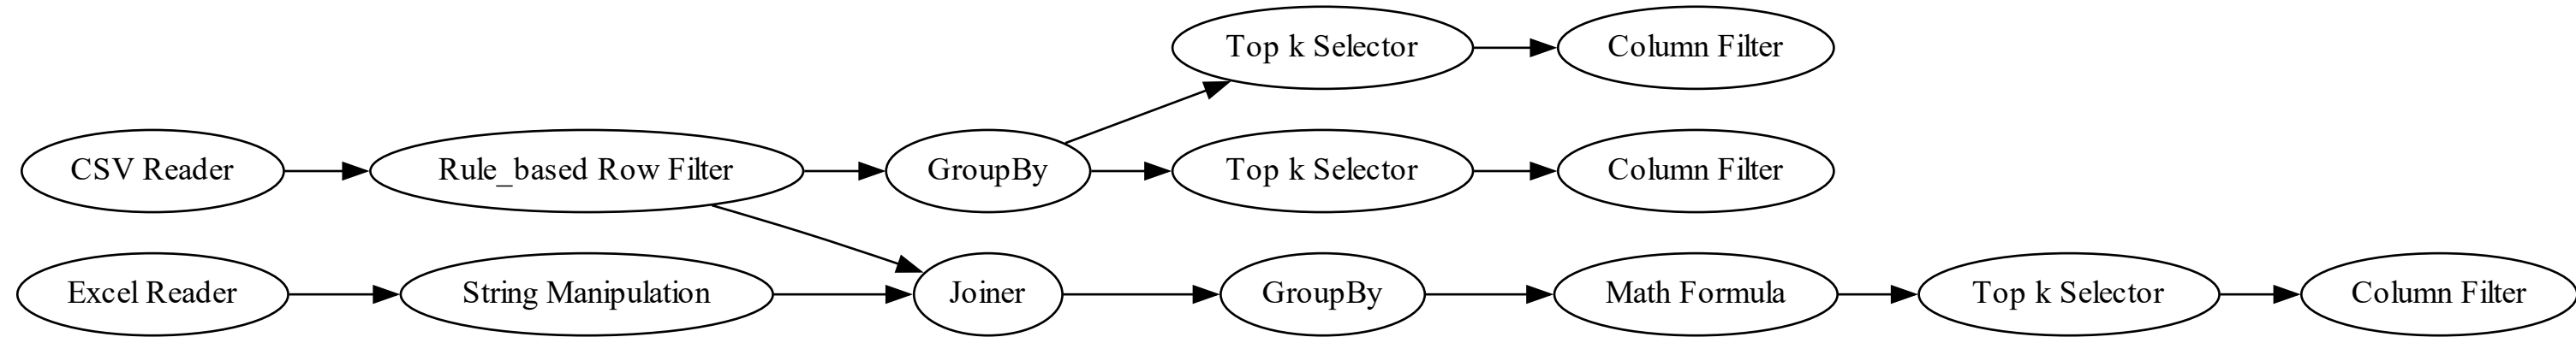 Top k Selector
Column Filter
CSV Reader
Rule_based Row Filter
GroupBy
Top k Selector
Column Filter
Excel Reader
String Manipulation
Joiner
GroupBy
Math Formula
Top k Selector
Column Filter